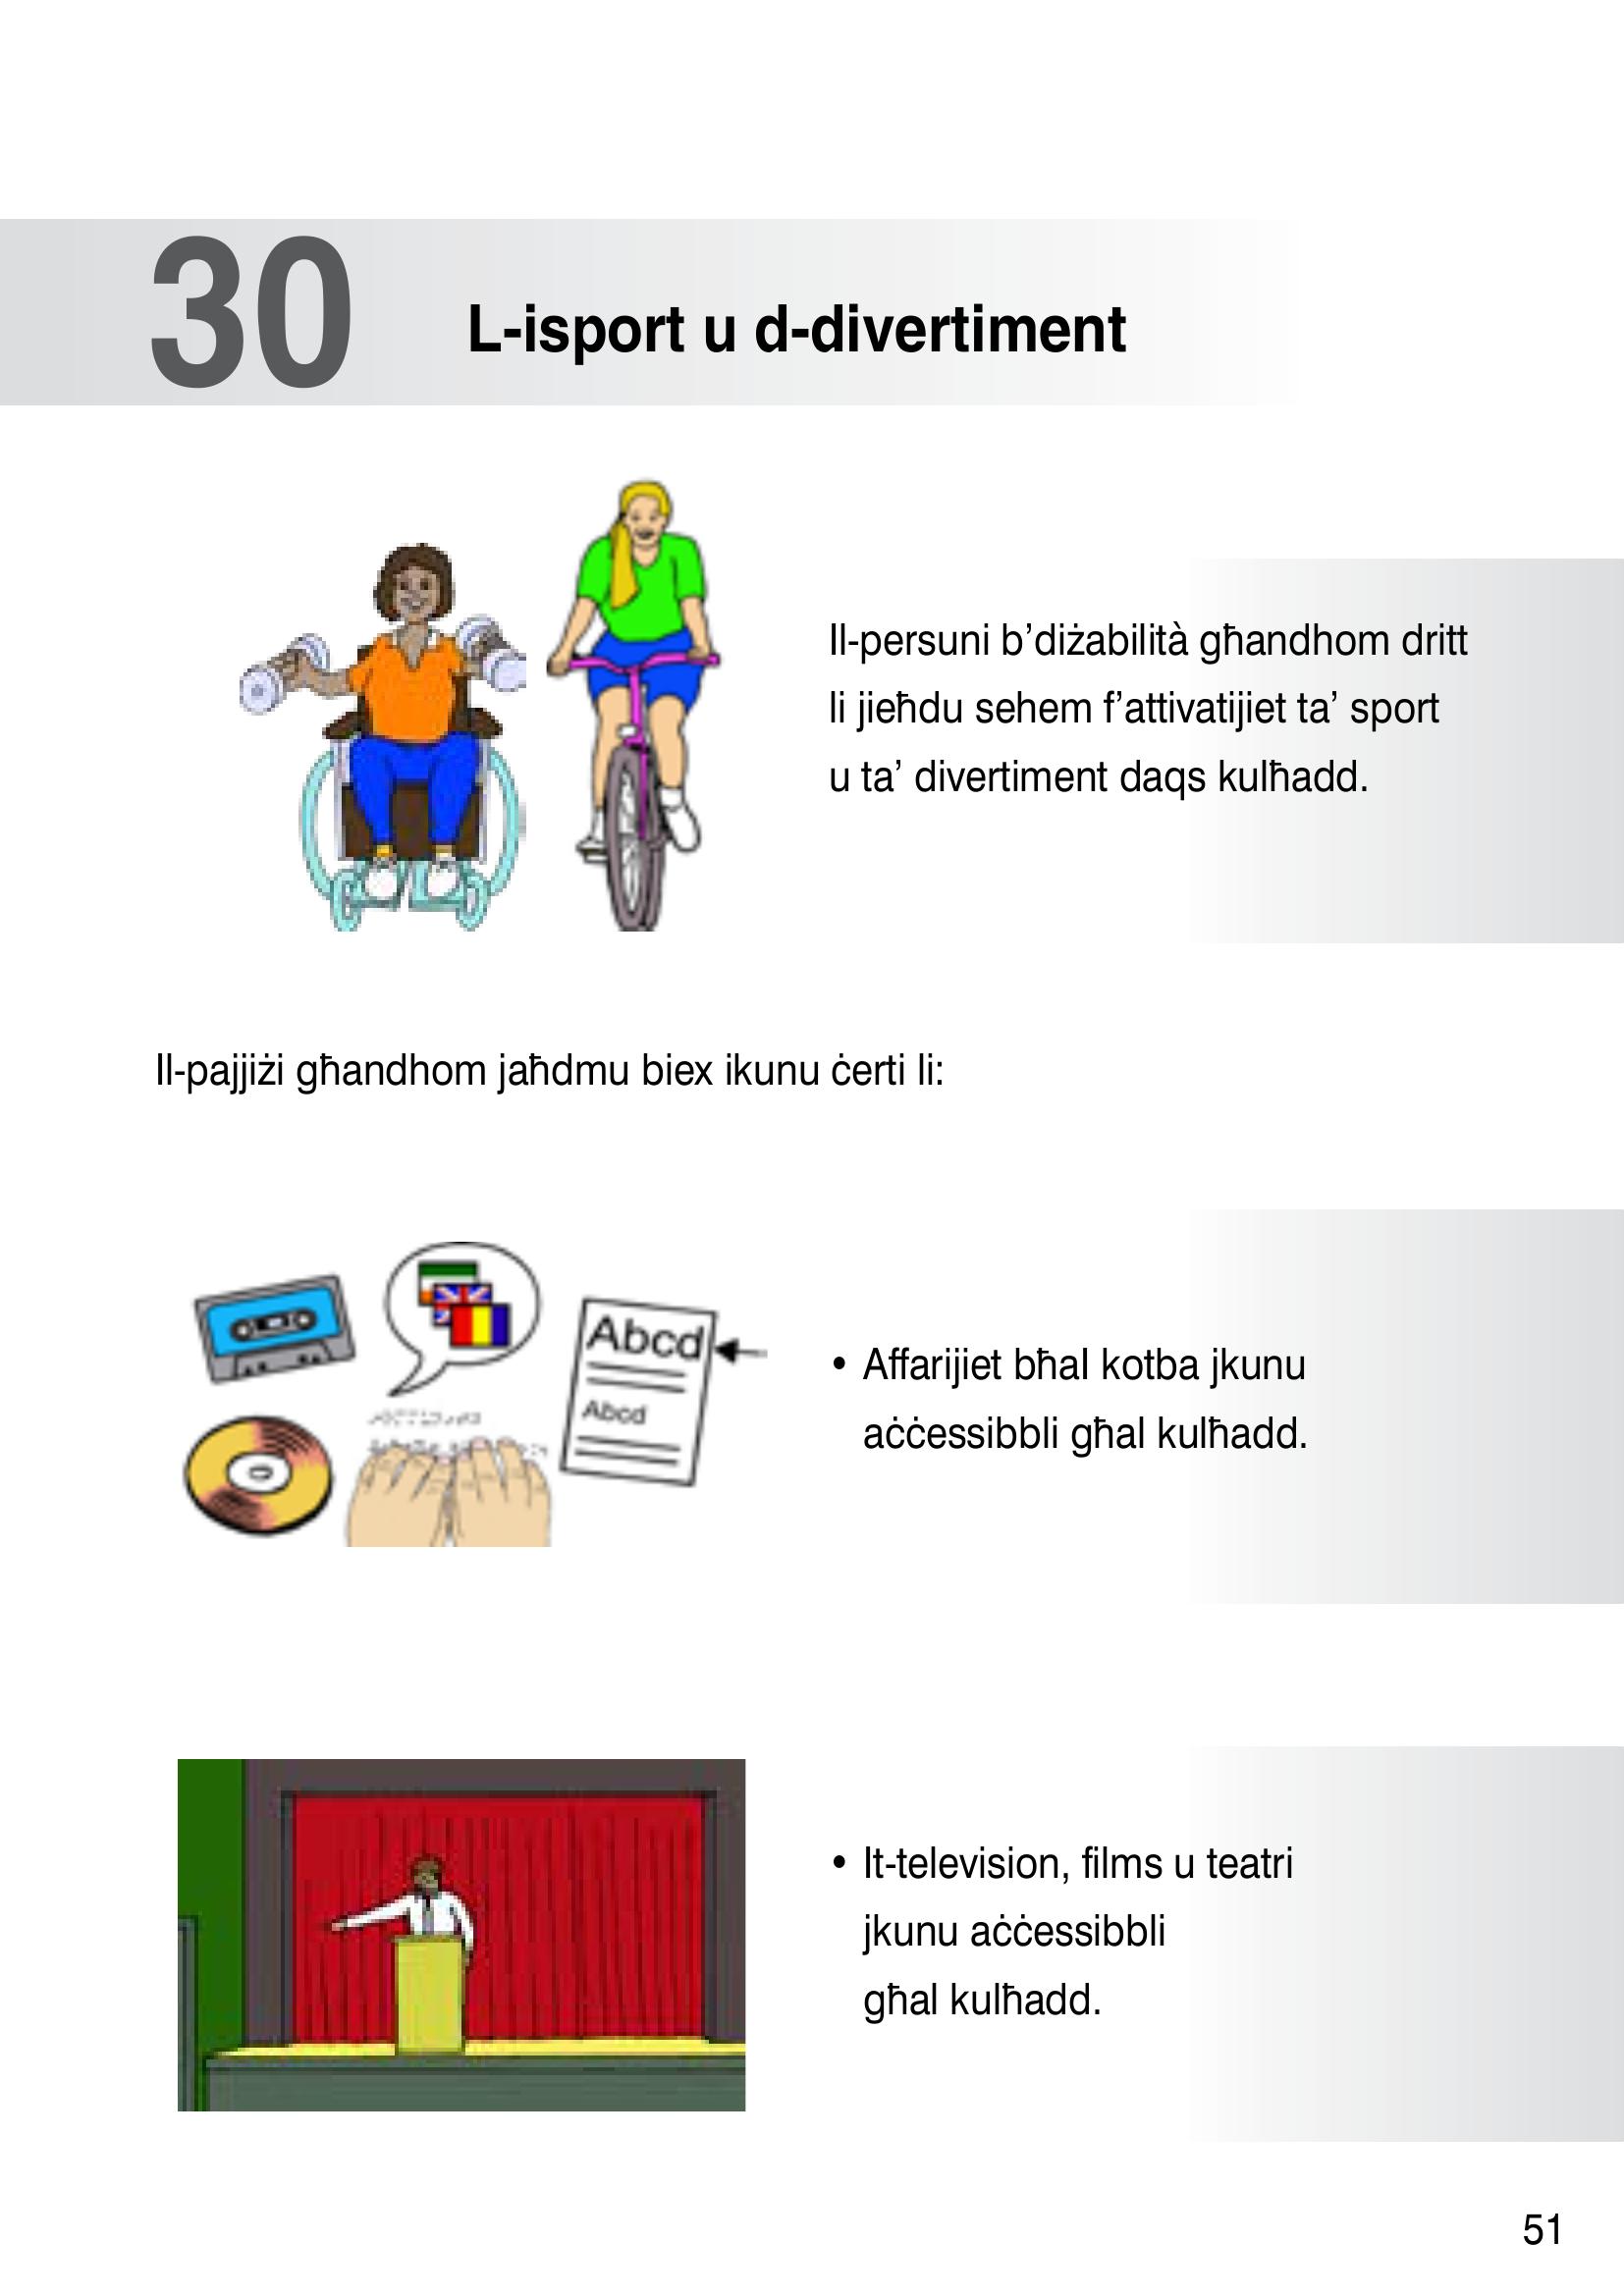 30
L-isport u d-divertiment
Il-persuni b’diżabilità għandhom dritt
li jieħdu sehem f’attivatijiet ta’ sport
u ta’ divertiment daqs kulħadd.
Il-pajjiżi għandhom jaħdmu biex ikunu ċerti li:
Abcd
Abcd
• Affarijiet bħal kotba jkunu
aċċessibbli għal kulħadd.
• It-television, films u teatri
jkunu aċċessibbli
għal kulħadd.
51